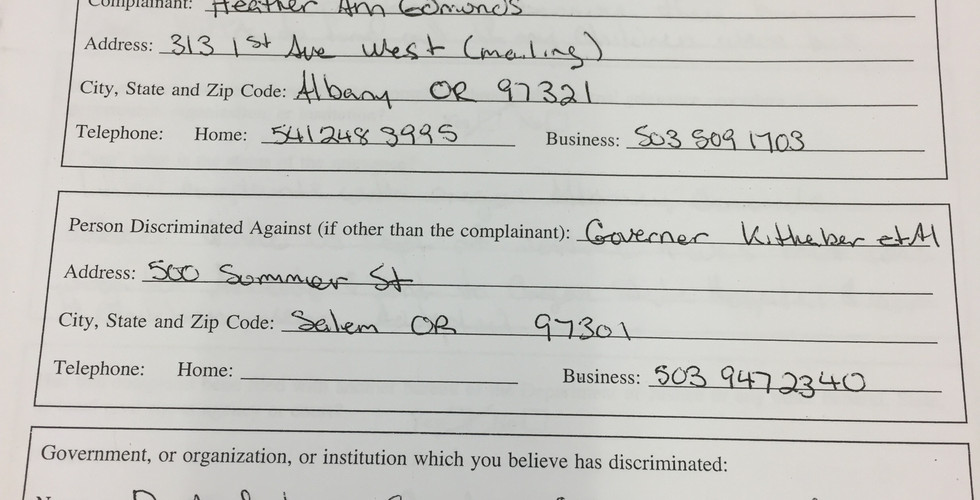 Complainant: Heather Ann Edmonds
Address: 313 1st Ave West (mailing)
City, State and Zip Code: Albany OR 97321
Telephone: Home: 541 248 3995 Business: 503 509 1703
Person Discriminated Against (if other than the complainant): Governer Kitheber et Al
Address: 500 Summer St
City, State and Zip Code: Salem OR 97301
Telephone: Home: Business: 503 947 2340
Government, or organization, or institution which you believe has discriminated: